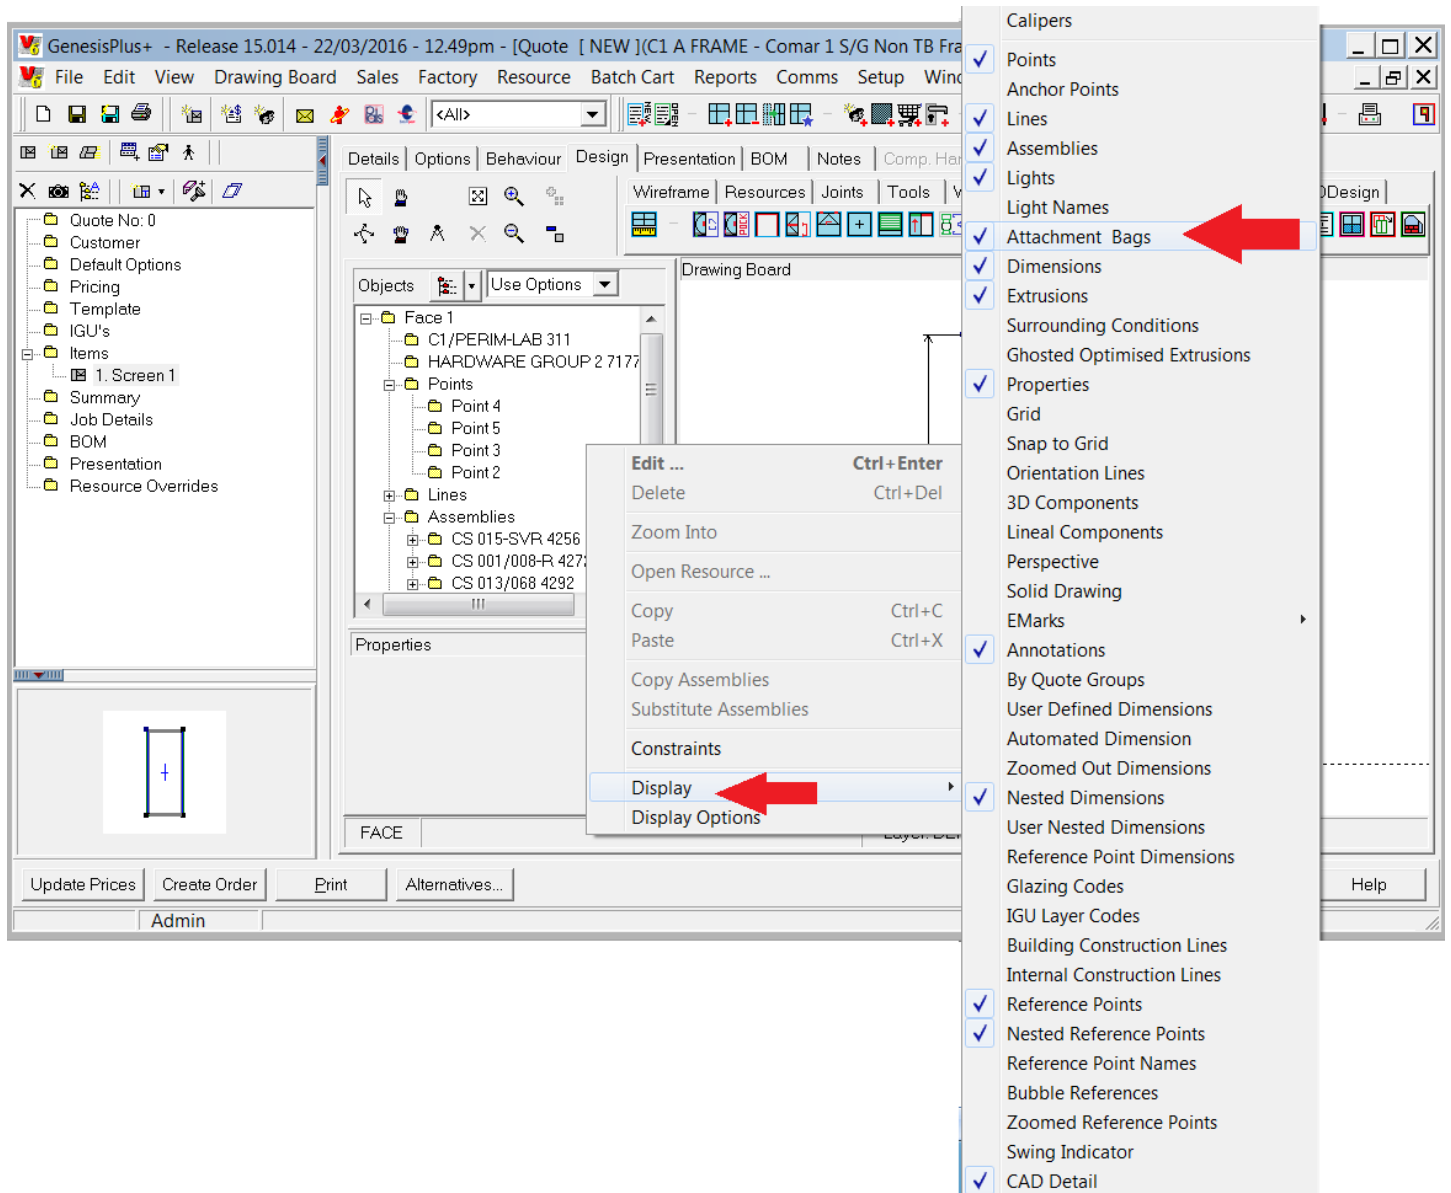 GenesisPlus+ - Release 15.014 - 22/03/2016 - 12.49pm - [Quote [ NEW ](C1 A FRAME - Comar 1 S/G Non TB Fra
File Edit View Drawing Board Sales Factory Resource Batch Cart Reports Comms Setup Wind
<All>
Details Options Behaviour Design Presentation BOM Notes Comp. Har
Wireframe Resources Joints Tools
Design
Quote No: 0
Customer
Default Options
Pricing
Template
IGU's
Items
1. Screen 1
Summary
Job Details
BOM
Presentation
Resource Overrides
Objects Use Options
Drawing Board
Face 1
C1/PERIM-LAB 311
HARDWARE GROUP 2 7177
Points
Point 4
Point 5
Point 3
Point 2
Lines
Assemblies
CS 015-SVR 4256
CS 001/008-R 427
CS 013/068 4292
Properties
FACE
Edit ... Ctrl+Enter
Delete Ctrl+Del
Zoom Into
Open Resource ...
Copy Ctrl+C
Paste Ctrl+X
Copy Assemblies
Substitute Assemblies
Constraints
Display
Display Options
Calipers
Points
Anchor Points
Lines
Assemblies
Lights
Light Names
Attachment Bags
Dimensions
Extrusions
Surrounding Conditions
Ghosted Optimised Extrusions
Properties
Grid
Snap to Grid
Orientation Lines
3D Components
Lineal Components
Perspective
Solid Drawing
EMarks
Annotations
By Quote Groups
User Defined Dimensions
Automated Dimension
Zoomed Out Dimensions
Nested Dimensions
User Nested Dimensions
Reference Point Dimensions
Glazing Codes
IGU Layer Codes
Building Construction Lines
Internal Construction Lines
Reference Points
Nested Reference Points
Reference Point Names
Bubble References
Zoomed Reference Points
Swing Indicator
CAD Detail
Update Prices Create Order Print Alternatives... Help
Admin